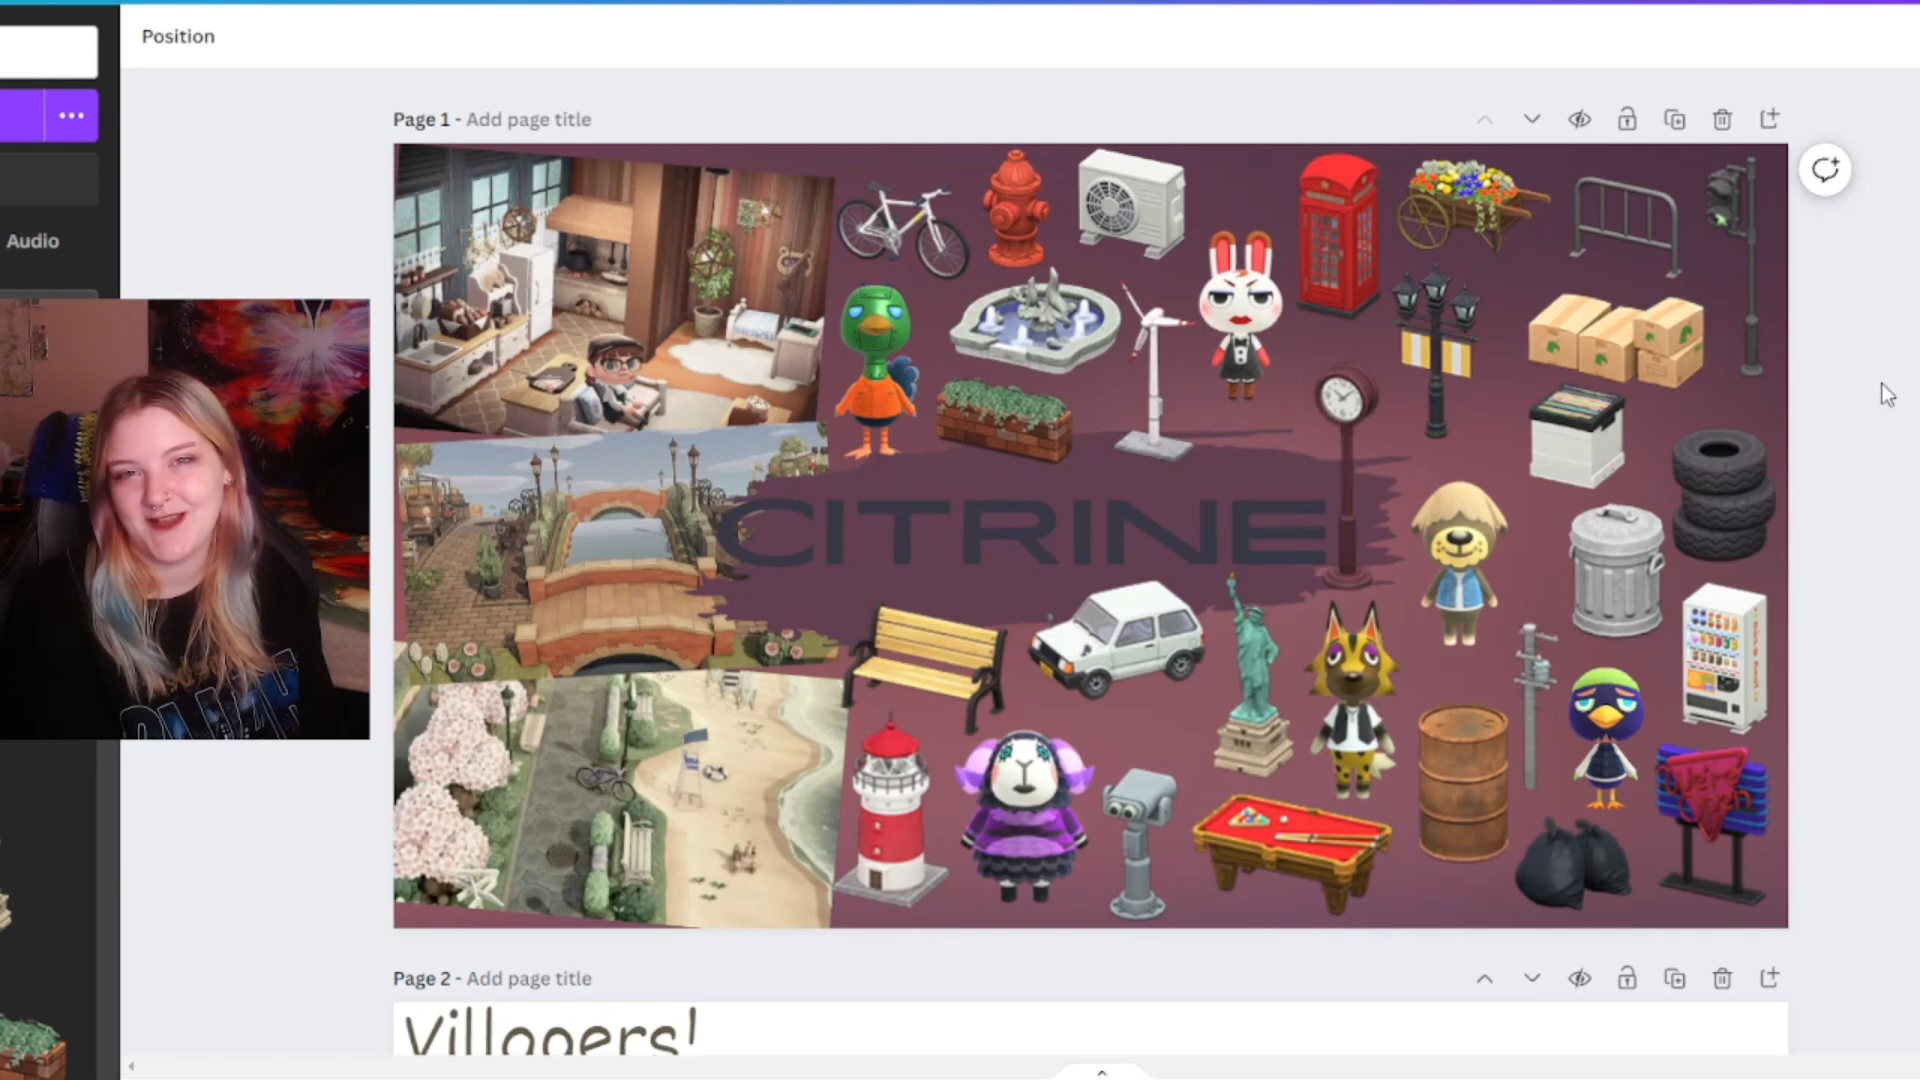 Position
Page 1 - Add page title
Audio
CITRINE
Page 2 - Add page title
Villagers!